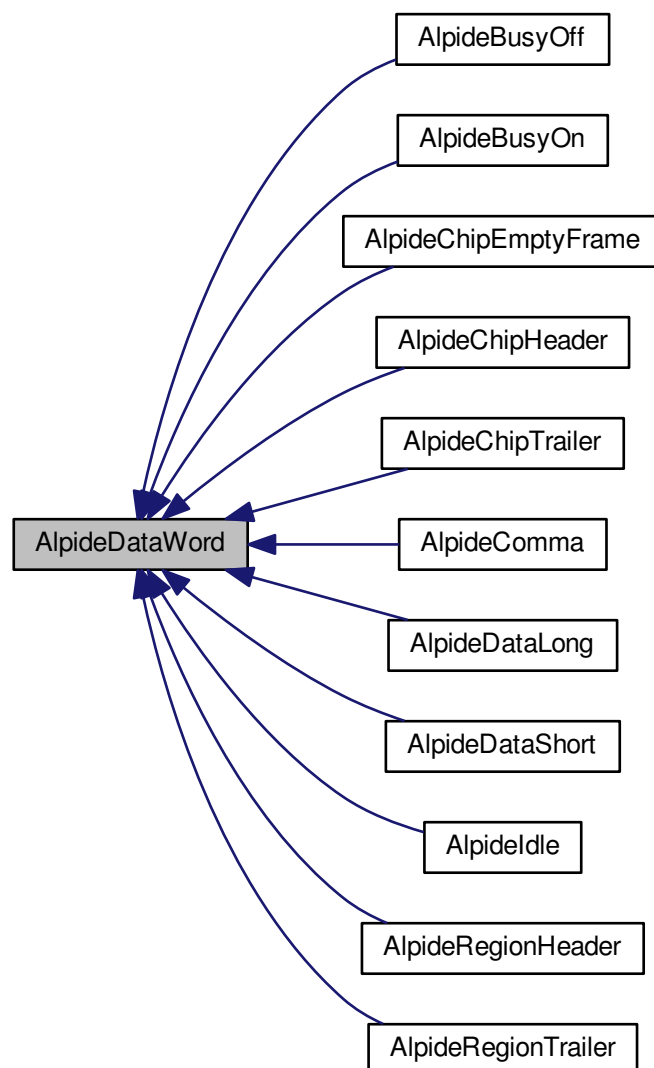 AlpideBusyOff
AlpideBusyOn
AlpideChipEmptyFrame
AlpideChipHeader
AlpideChipTrailer
AlpideDataWord
AlpideComma
AlpideDataLong
AlpideDataShort
AlpideIdle
AlpideRegionHeader
AlpideRegionTrailer